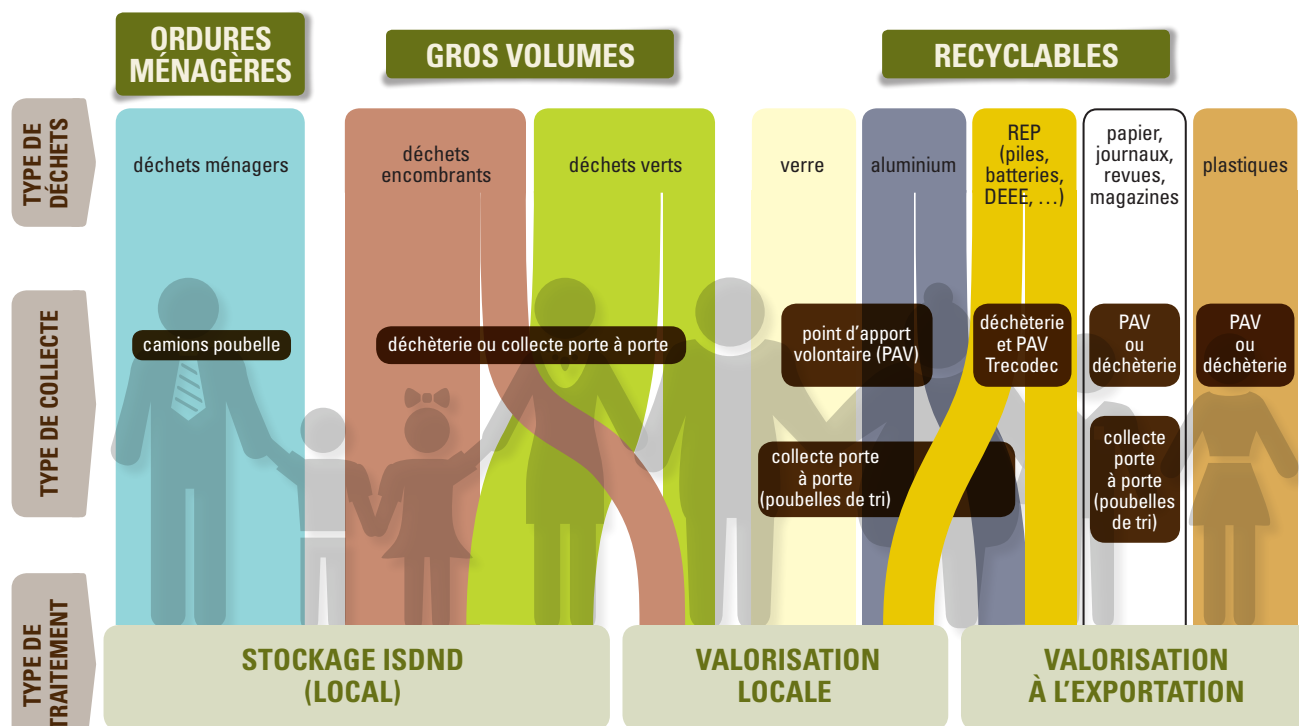 ORDURES
MÉNAGÈRES
GROS VOLUMES
RECYCLABLES
TYPE DE
DÉCHETS
déchets ménagers
déchets
encombrants
déchets verts
verre
aluminium
REP
(piles,
batteries,
DEEE, …)
papier,
journaux,
revues,
magazines
plastiques
TYPE DE COLLECTE
camions poubelle
déchèterie ou collecte porte à porte
point d’apport
volontaire (PAV)
déchèterie
et PAV
Trecodec
PAV
ou
déchèterie
PAV
ou
déchèterie
collecte porte
à porte
(poubelles de tri)
collecte
porte
à porte
(poubelles
de tri)
TYPE DE
TRAITEMENT
STOCKAGE ISDND
(LOCAL)
VALORISATION
LOCALE
VALORISATION
À L’EXPORTATION